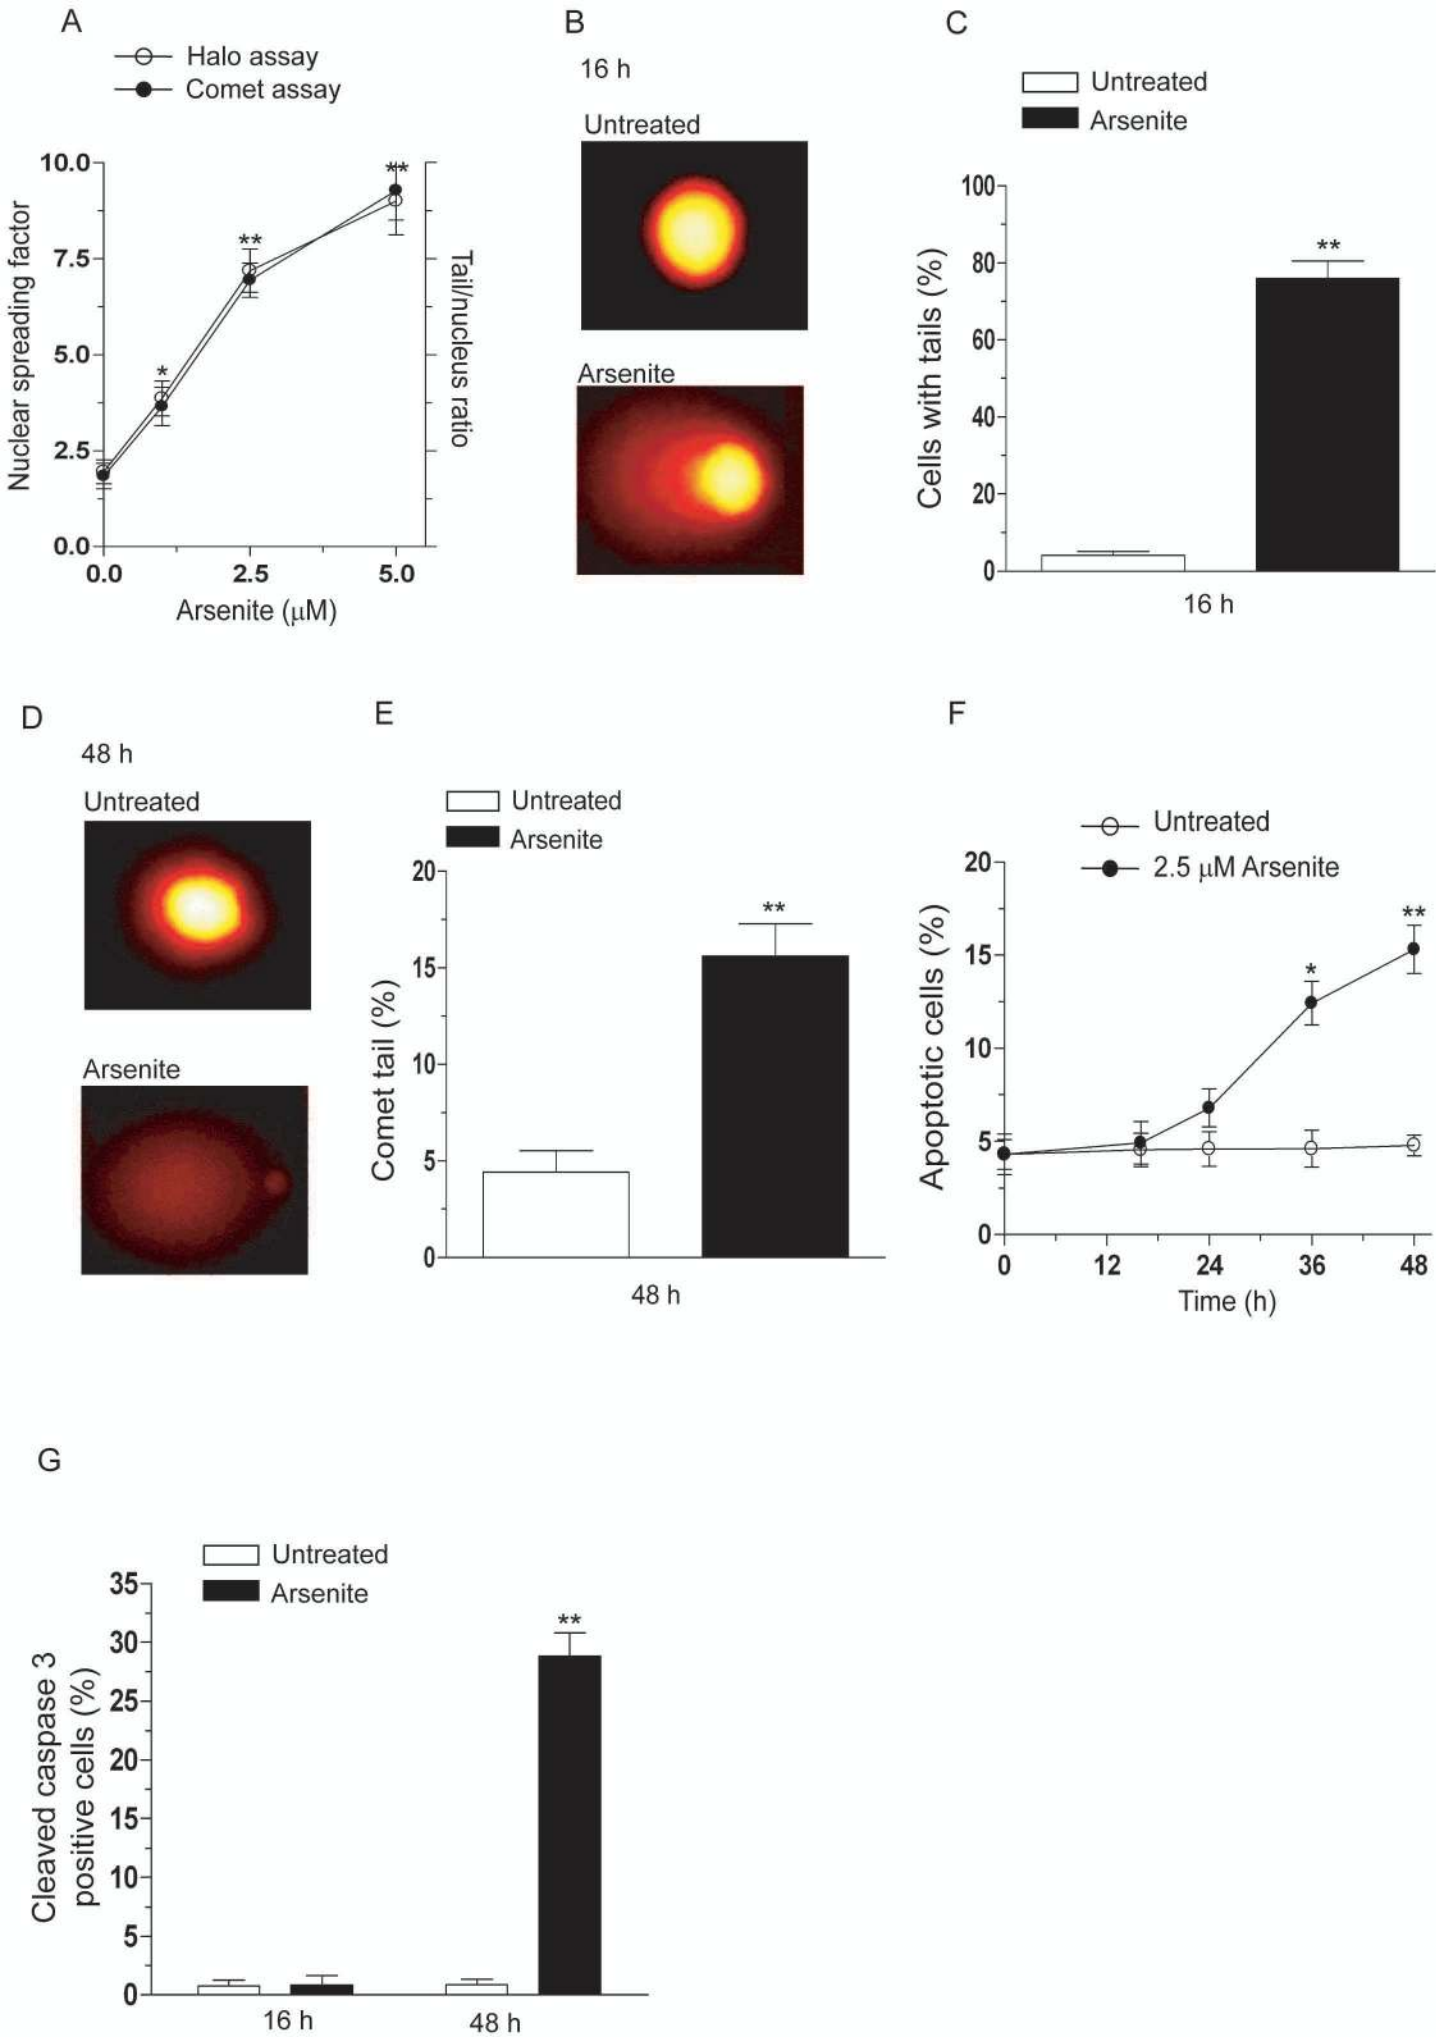 A
Halo assay
Comet assay
10.0
7.5
5.0
2.5
0.0
Nuclear spreading factor
Tail/nucleus ratio
*
**
**
0.0 2.5 5.0
Arsenite (μM)
B
16 h
Untreated
Arsenite
C
Untreated
Arsenite
100
80
60
40
20
0
Cells with tails (%)
**
16 h
D
48 h
Untreated
Arsenite
E
Untreated
Arsenite
20
15
10
5
0
Comet tail (%)
**
48 h
F
Untreated
2.5 μM Arsenite
20
15
10
5
0
Apoptotic cells (%)
*
**
0 12 24 36 48
Time (h)
G
Untreated
Arsenite
35
30
25
20
15
10
5
0
Cleaved caspase 3
positive cells (%)
**
16 h 48 h